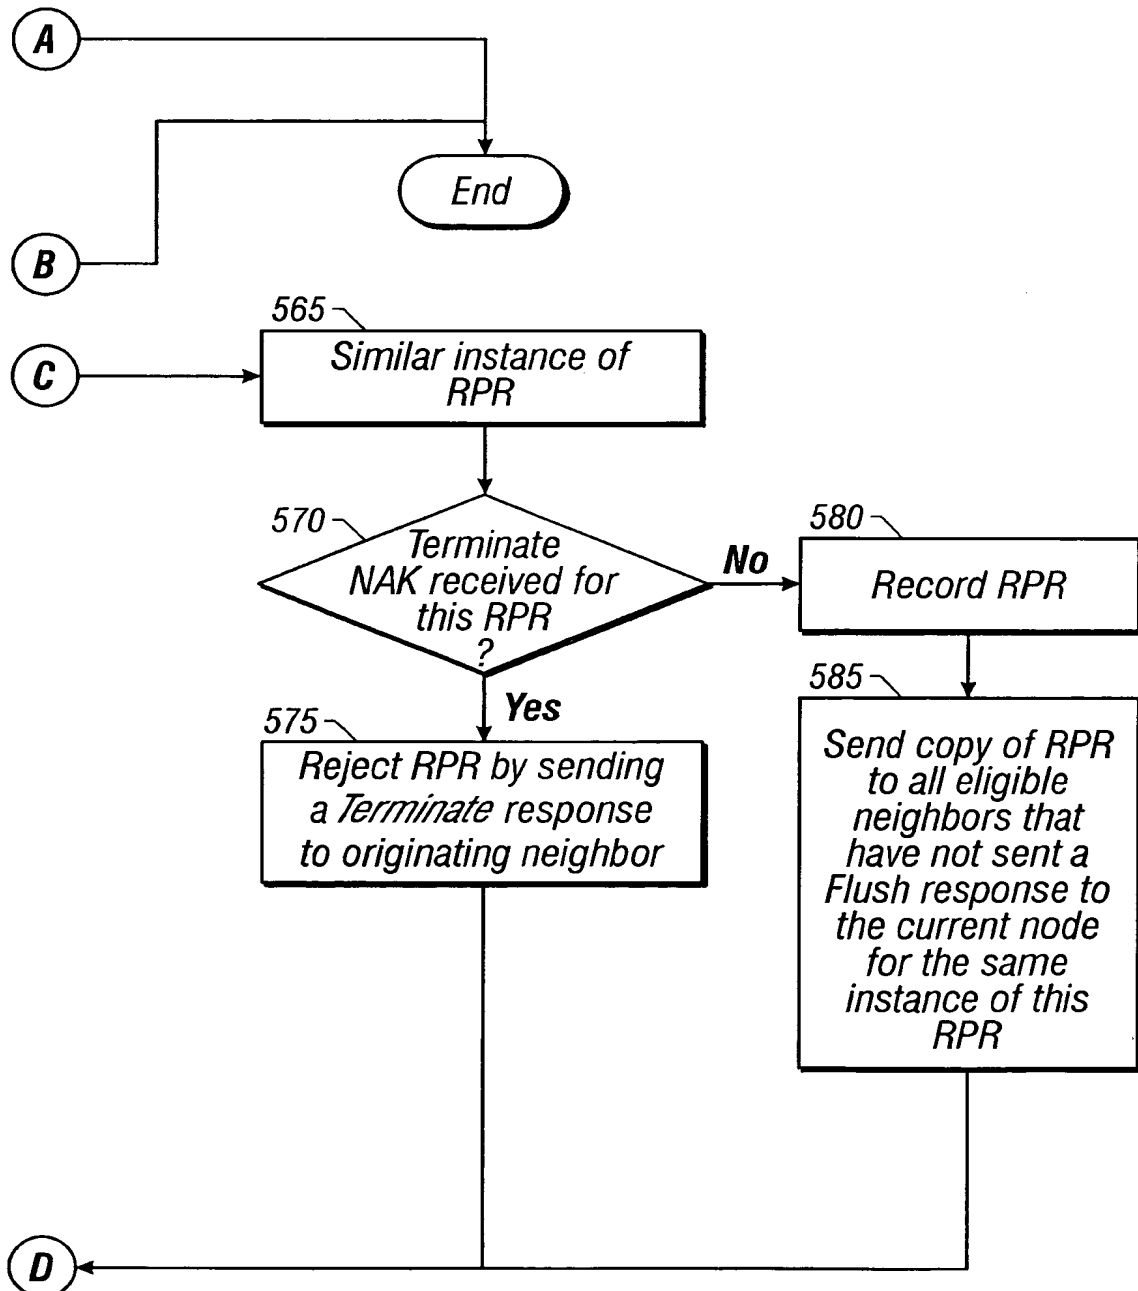 A
End
B
565
C
Similar instance of
RPR
570
Terminate
NAK received for
this RPR
?
No
580
Record RPR
Yes
575
Reject RPR by sending
a Terminate response
to originating neighbor
585
Send copy of RPR
to all eligible
neighbors that
have not sent a
Flush response to
the current node
for the same
instance of this
RPR
D